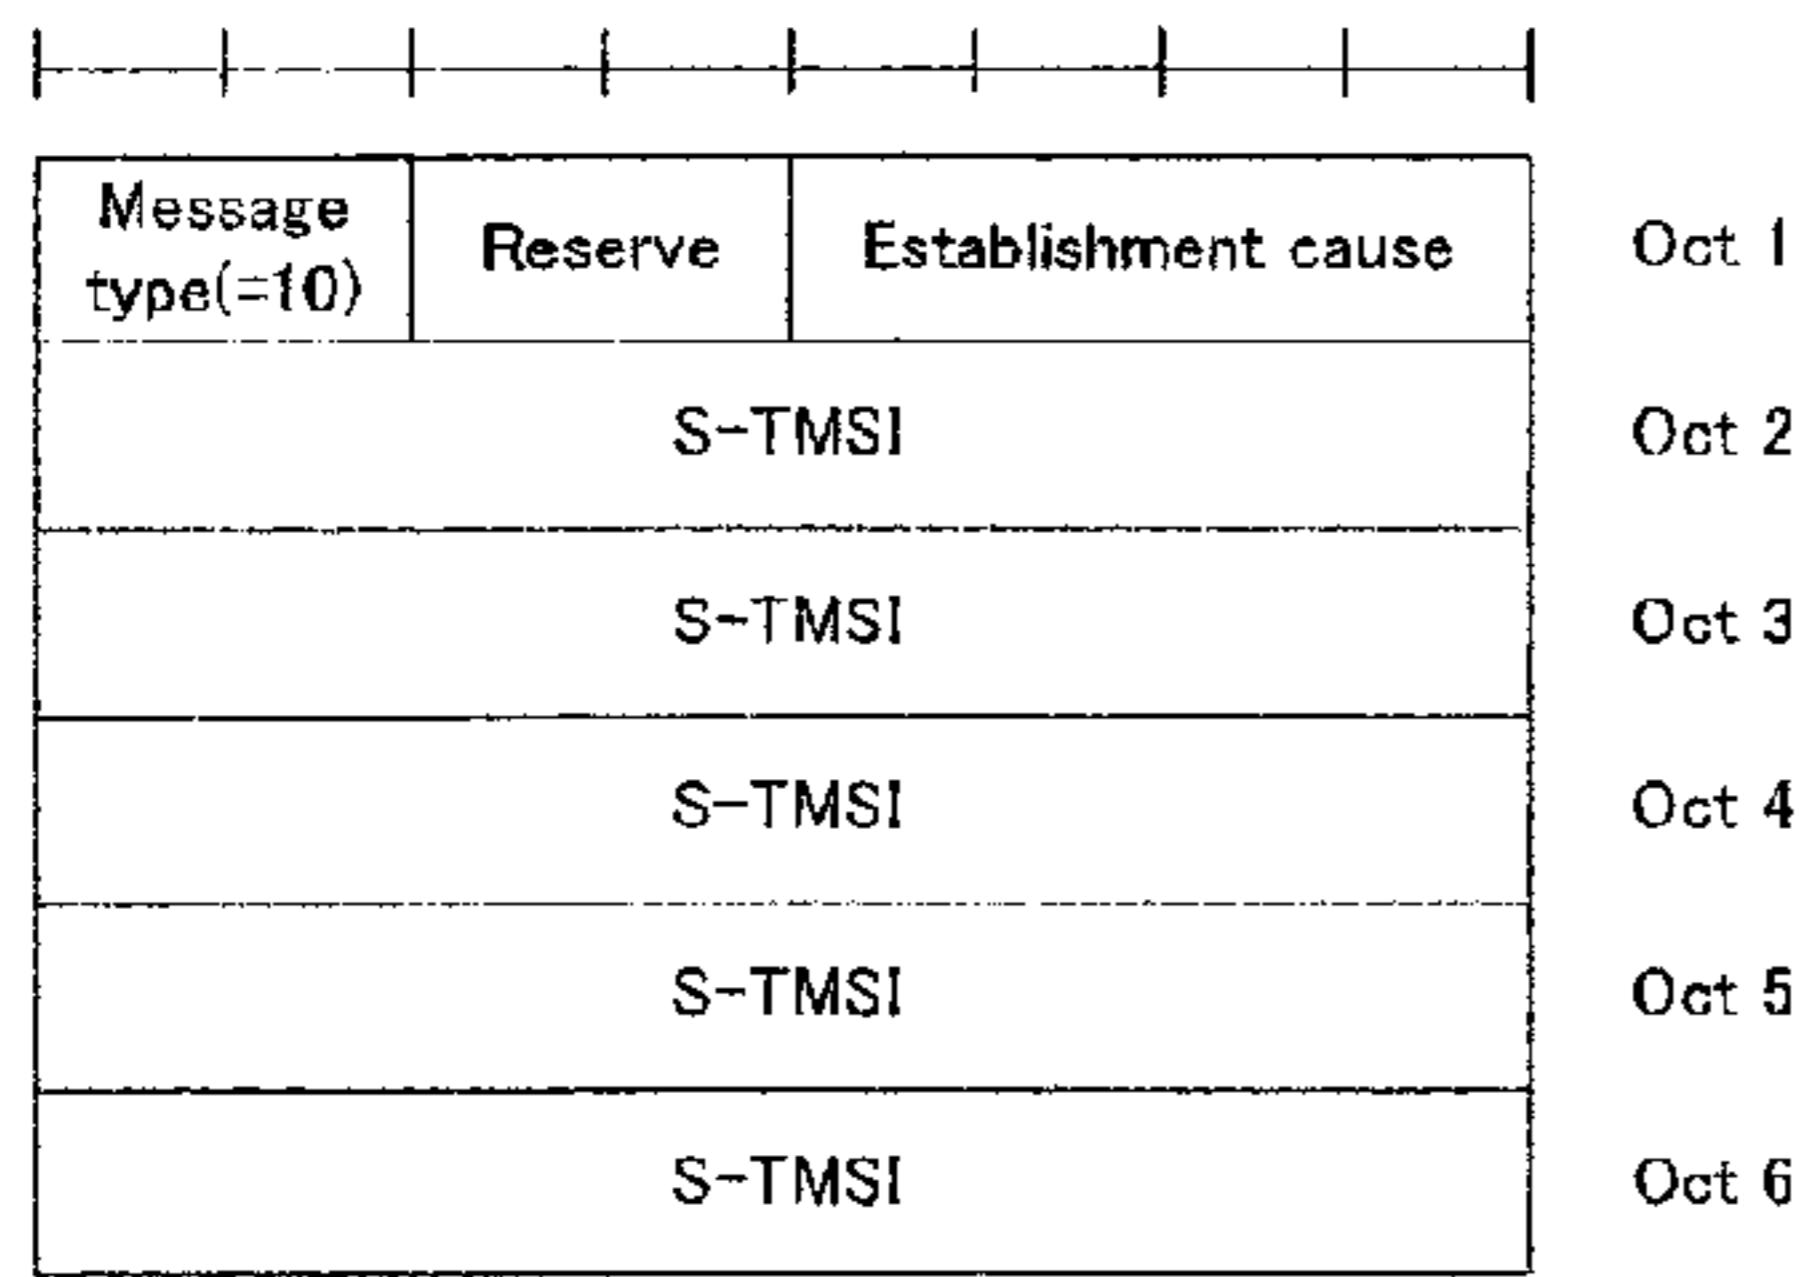 Message
type(=10)
Reserve
Establishment cause
Oct 1
S-TMSI
Oct 2
S-TMSI
Oct 3
S-TMSI
Oct 4
S-TMSI
Oct 5
S-TMSI
Oct 6